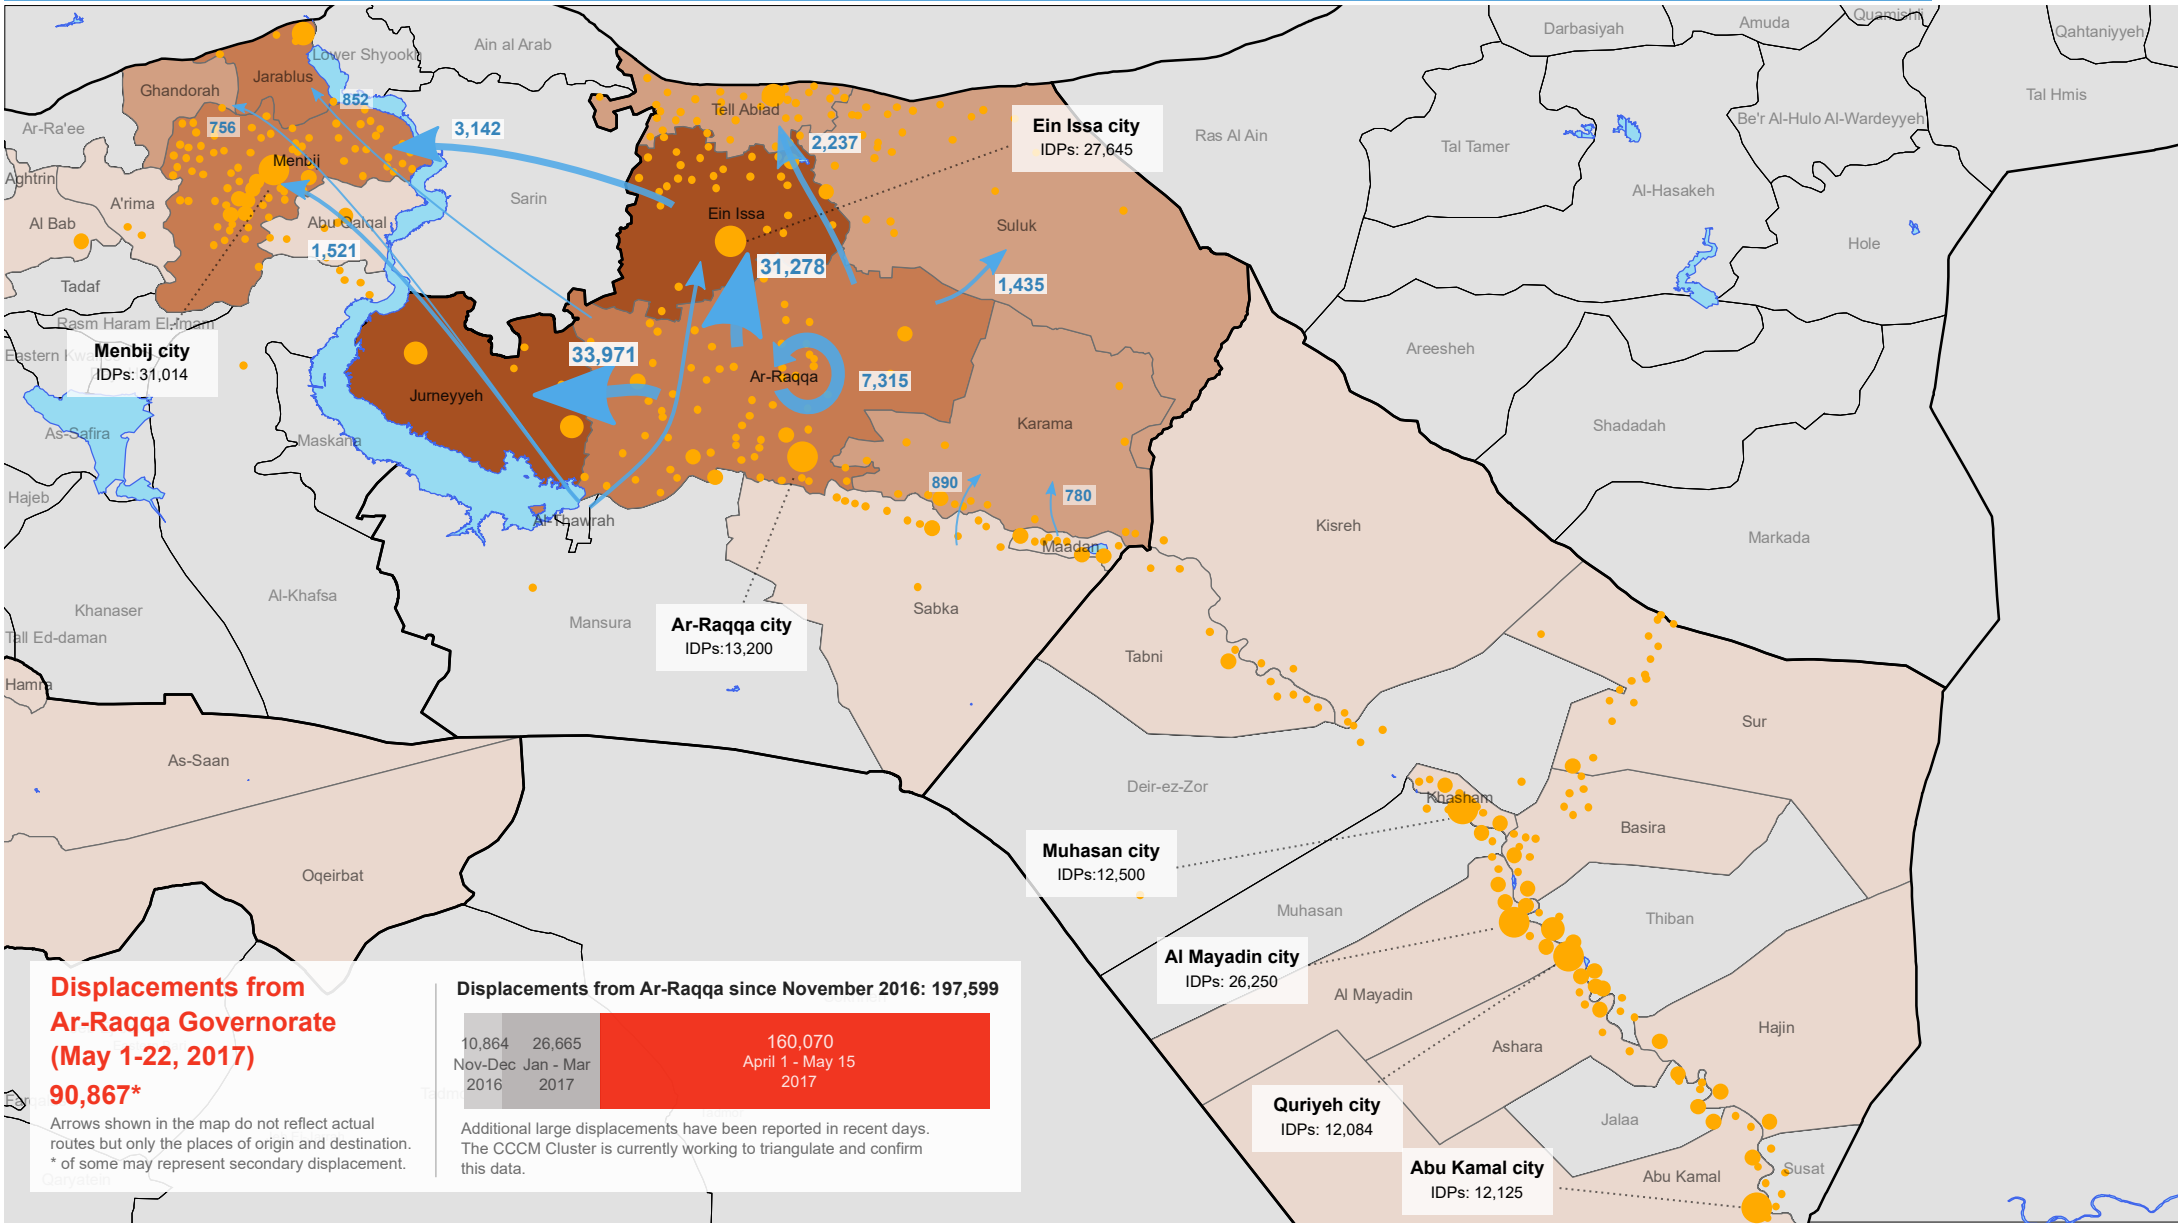 Darbasiyah
Amuda
Quamishli
Qahtaniyyeh
Lower Shyookh
Ain al Arab
Jarablus
Ghandorah
852
Tell Abiad
Tal Hmis
Ar-Ra'ee
756
3,142
2,237
Ein Issa city
IDPs: 27,645
Ras Al Ain
Tal Tamer
Be'r Al-Hulo Al-Wardeyyeh
Menbij
Aghtrin
A'rima
Sarin
Al-Hasakeh
Al Bab
Abu Qalqal
Ein Issa
Suluk
Hole
1,521
31,278
1,435
Tadaf
Rasm Haram El-Imam
Menbij city
IDPs: 31,014
33,971
Ar-Raqqa
7,315
Areesheh
Jurneyyeh
As-Safira
Maskana
Karama
Shadadah
Hajeb
890
780
Al-Thawrah
Maadan
Kisreh
Markada
Khanaser
Al-Khafsa
Mansura
Sabka
Tall Ed-daman
Ar-Raqqa city
IDPs:13,200
Tabni
Hamra
Sur
As-Saan
Deir-ez-Zor
Khasham
Basira
Muhasan city
IDPs:12,500
Oqeirbat
Muhasan
Thiban
Al Mayadin city
IDPs: 26,250
Al Mayadin
Hajin
Ashara
Quriyeh city
IDPs: 12,084
Jalaa
Abu Kamal city
IDPs: 12,125
Abu Kamal
Susat
Displacements from
Ar-Raqqa Governorate
(May 1-22, 2017)
90,867*
Arrows shown in the map do not reflect actual
routes but only the places of origin and destination.
* of some may represent secondary displacement.
Qaryatein
Displacements from Ar-Raqqa since November 2016: 197,599
10,864
Nov-Dec
2016
26,665
Jan - Mar
2017
160,070
April 1 - May 15
2017
Additional large displacements have been reported in recent days.
The CCCM Cluster is currently working to triangulate and confirm
this data.